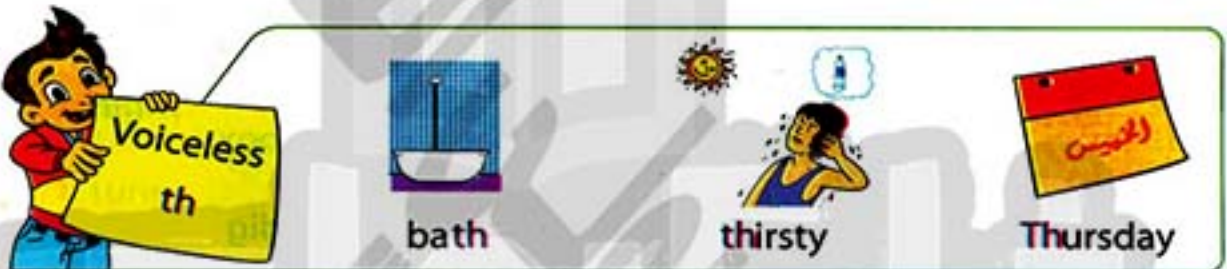 Voiceless
th
bath
thirsty
الخميس
Thursday